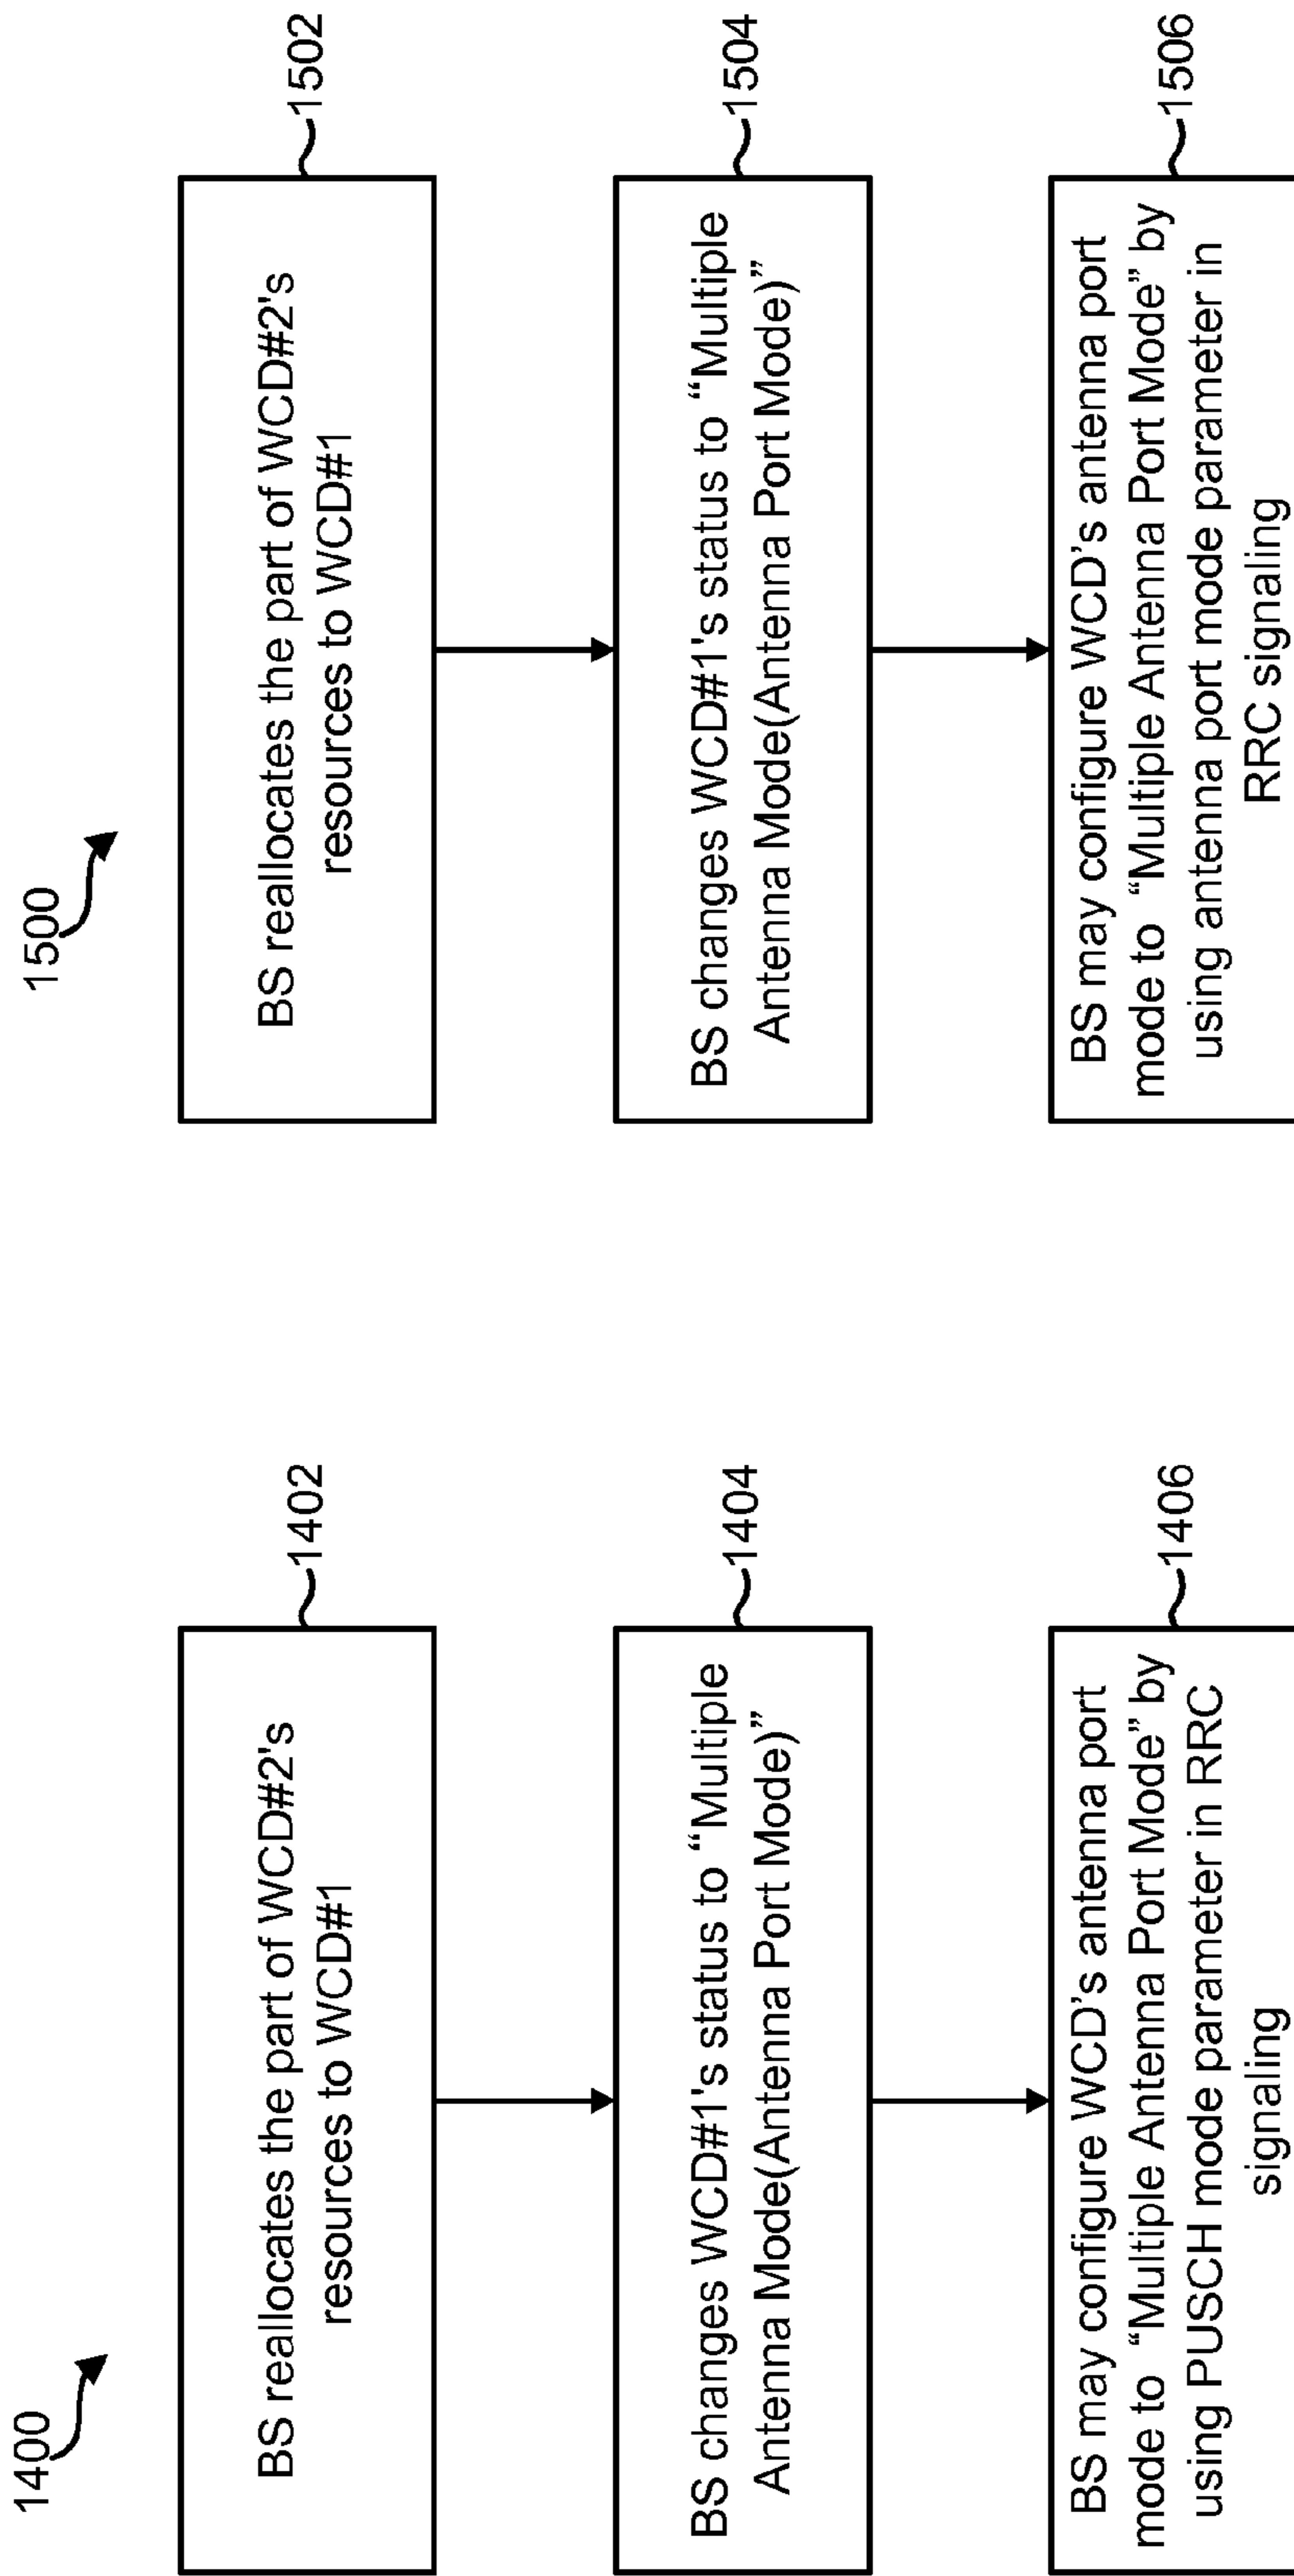 1400
BS reallocates the part of WCD#2's
resources to WCD#1
1402
BS changes WCD#1's status to “Multiple
Antenna Mode(Antenna Port Mode)”
1404
BS may configure WCD’s antenna port
mode to “Multiple Antenna Port Mode” by
using PUSCH mode parameter in RRC
signaling
1406
1500
BS reallocates the part of WCD#2's
resources to WCD#1
1502
BS changes WCD#1's status to “Multiple
Antenna Mode(Antenna Port Mode)”
1504
BS may configure WCD’s antenna port
mode to “Multiple Antenna Port Mode” by
using antenna port mode parameter in
RRC signaling
1506